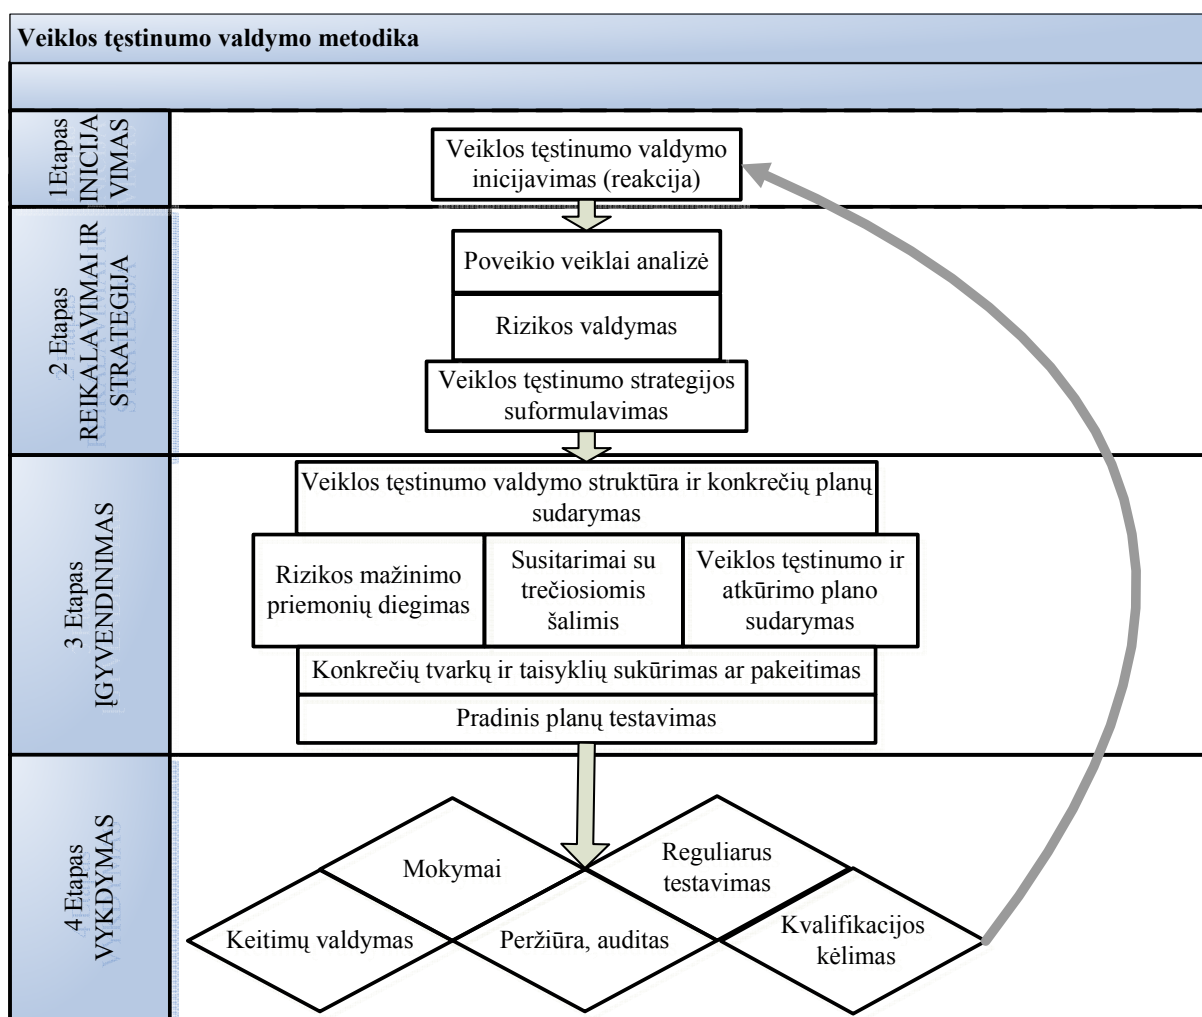 Veiklos tęstinumo valdymo metodika
1Etapas
INICIJA
VIMAS
Veiklos tęstinumo valdymo
inicijavimas (reakcija)
2 Etapas
REIKALAVIMAI IR
STRATEGIJA
Poveikio veiklai analizė
Rizikos valdymas
Veiklos tęstinumo strategijos
suformulavimas
3 Etapas
ĮGYVENDINIMAS
Veiklos tęstinumo valdymo struktūra ir konkrečių planų
sudarymas
Rizikos mažinimo
priemonių diegimas
Susitarimai su
trečiosiomis
šalimis
Veiklos tęstinumo ir
atkūrimo plano
sudarymas
Konkrečių tvarkų ir taisyklių sukūrimas ar pakeitimas
Pradinis planų testavimas
4 Etapas
VYKDYMAS
Mokymai
Reguliarus
testavimas
Keitimų valdymas
Peržiūra, auditas
Kvalifikacijos
kėlimas